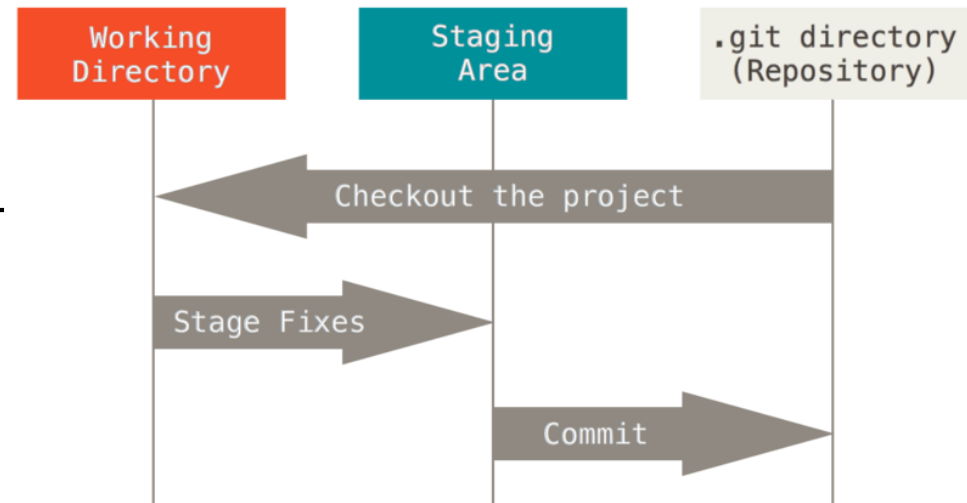 Working
Directory
Staging
Area
.git directory
(Repository)
Checkout the project
Stage Fixes
Commit